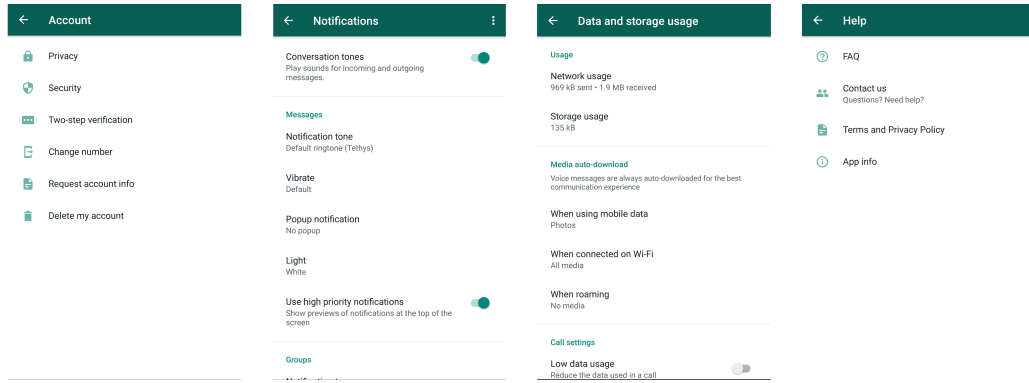 Account
Privacy
Security
Two-step verification
Change number
Request account info
Delete my account
Notifications
Conversation tones
Play sounds for incoming and outgoing
messages.
Messages
Notification tone
Default ringtone (Tethys)
Vibrate
Default
Popup notification
No popup
Light
White
Use high priority notifications
Show previews of notifications at the top of the
screen
Groups
Data and storage usage
Usage
Network usage
969 kB sent • 1.9 MB received
Storage usage
135 kB
Media auto-download
Voice messages are always auto-downloaded for the best
communication experience
When using mobile data
Photos
When connected on Wi-Fi
All media
When roaming
No media
Call settings
Low data usage
Reduce the data used in a call
Help
FAQ
Contact us
Questions? Need help?
Terms and Privacy Policy
App info